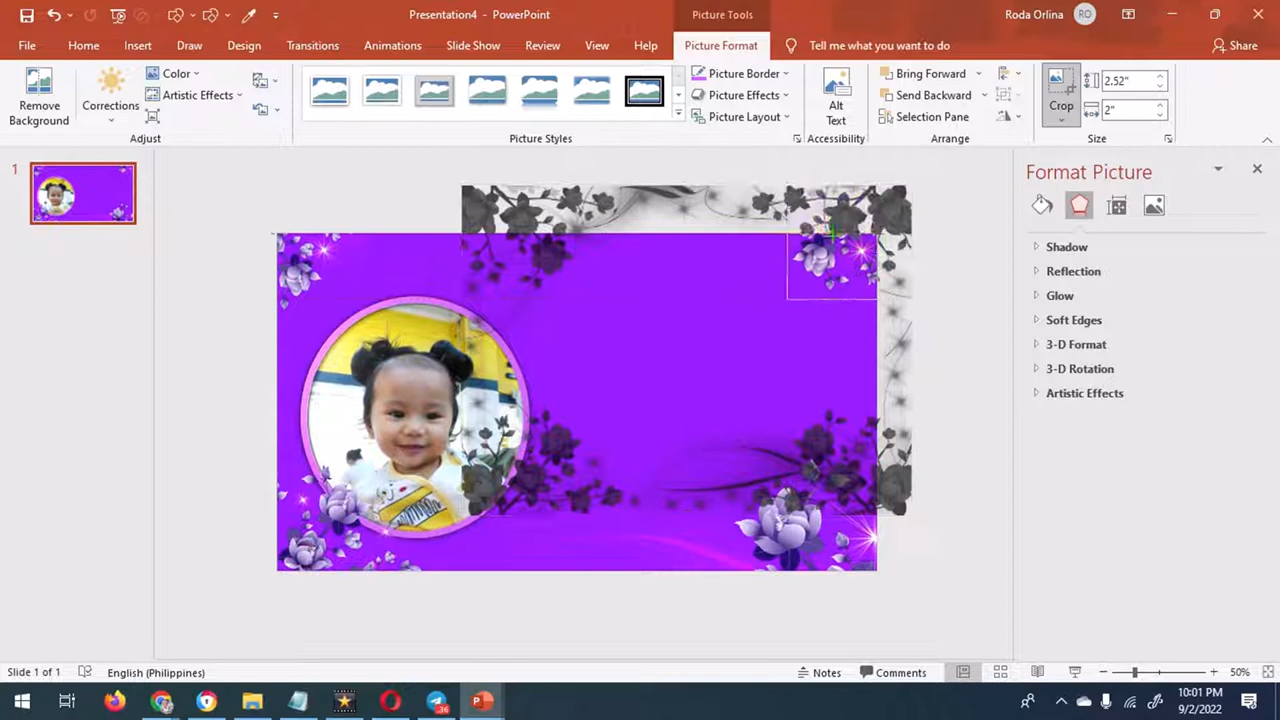 Presentation4 - PowerPoint
Picture Tools
Roda Orlina
RO
File
Home
Insert
Draw
Design
Transitions
Animations
Slide Show
Review
View
Help
Picture Format
Tell me what you want to do
Share
Remove
Background
Corrections
Color
Artistic Effects
Adjust
Picture Styles
Picture Border
Picture Effects
Picture Layout
Alt
Text
Accessibility
Bring Forward
Send Backward
Selection Pane
Arrange
Crop
2.52"
2"
Size
1
Format Picture
Shadow
Reflection
Glow
Soft Edges
3-D Format
3-D Rotation
Artistic Effects
Slide 1 of 1
English (Philippines)
Notes
Comments
50%
36
10:01 PM
9/2/2022